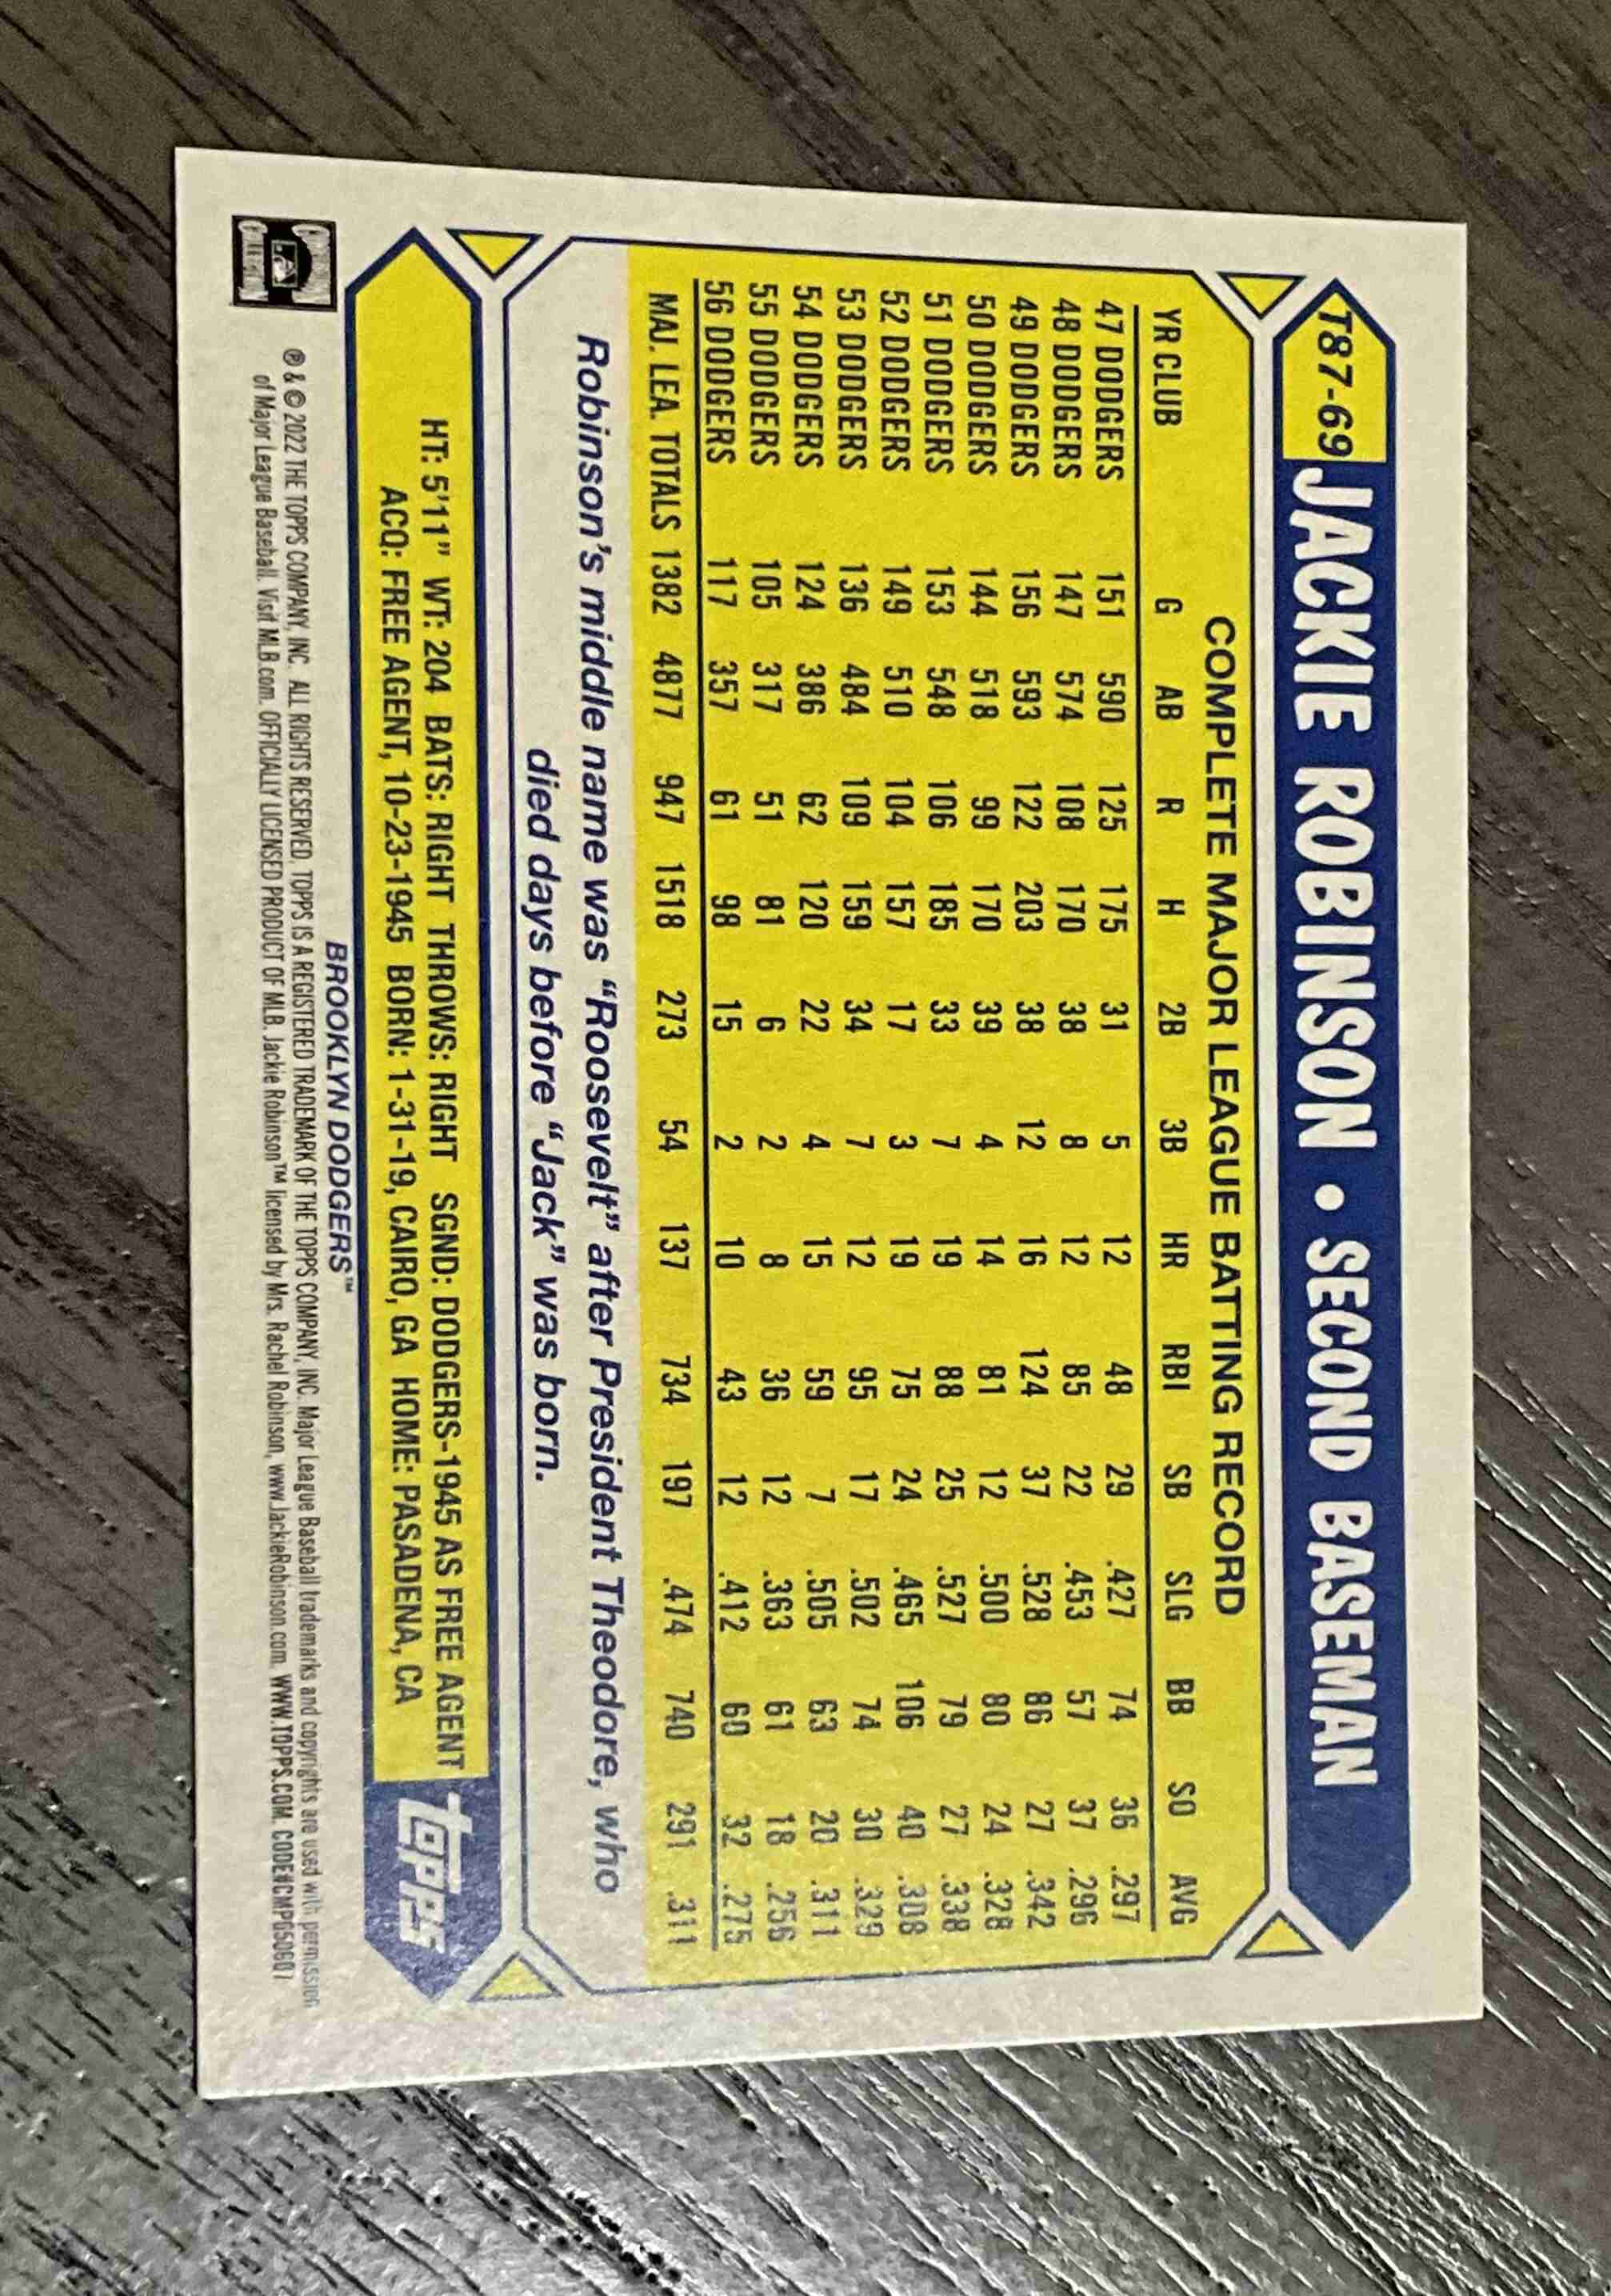 T87-69 JACKIE ROBINSON • SECOND BASEMAN
COMPLETE MAJOR LEAGUE BATTING RECORD
YR CLUB G AB R H 2B 3B HR RBI SB SLG BB SO AVG
47 DODGERS 151 590 125 175 31 5 12 48 29 .427 74 36 .297
48 DODGERS 147 574 108 170 38 8 12 85 22 .453 57 37 .296
49 DODGERS 156 593 122 203 38 12 16 124 37 .528 86 27 .342
50 DODGERS 144 518 99 170 39 4 14 81 12 .500 80 24 .328
51 DODGERS 153 548 106 185 33 7 19 88 25 .527 79 27 .338
52 DODGERS 149 510 104 157 17 3 19 75 24 .465 106 40 .308
53 DODGERS 136 484 109 159 34 7 12 95 17 .502 74 30 .329
54 DODGERS 124 386 62 120 22 4 15 59 7 .505 63 20 .311
55 DODGERS 105 317 51 81 6 2 8 36 12 .363 61 18 .256
56 DODGERS 117 357 61 98 15 2 10 43 12 .412 60 32 .275
MAJ. LEA. TOTALS 1382 4877 947 1518 273 54 137 734 197 .474 740 291 .311
Robinson's middle name was "Roosevelt" after President Theodore, who
died days before "Jack" was born.
HT: 5'11" WT: 204 BATS: RIGHT THROWS: RIGHT SGND: DODGERS-1945 AS FREE AGENT
ACQ: FREE AGENT, 10-23-1945 BORN: 1-31-19, CAIRO, GA HOME: PASADENA, CA
topps
BROOKLYN DODGERS™
® & © 2022 THE TOPPS COMPANY, INC. ALL RIGHTS RESERVED. TOPPS IS A REGISTERED TRADEMARK OF THE TOPPS COMPANY, INC. Major League Baseball trademarks and copyrights are used with permission
of Major League Baseball. Visit MLB.com. OFFICIALLY LICENSED PRODUCT OF MLB. Jackie Robinson™ licensed by Mrs. Rachel Robinson, www.JackieRobinson.com. WWW.TOPPS.COM. CODE#CMP050601